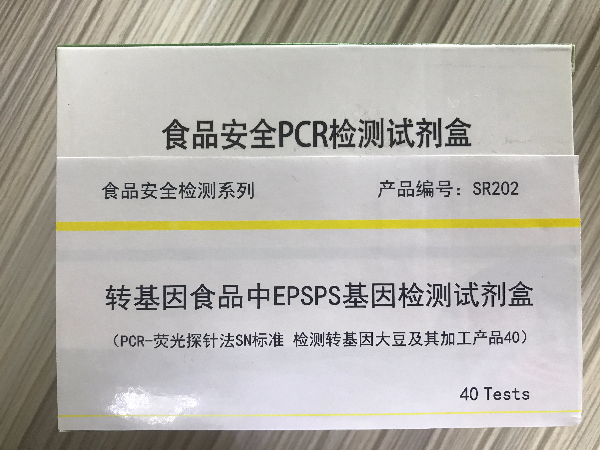 食品安全PCR检测试剂盒
食品安全检测系列 产品编号：SR202
转基因食品中EPSPS基因检测试剂盒
（PCR-荧光探针法SN标准 检测转基因大豆及其加工产品40）
40 Tests